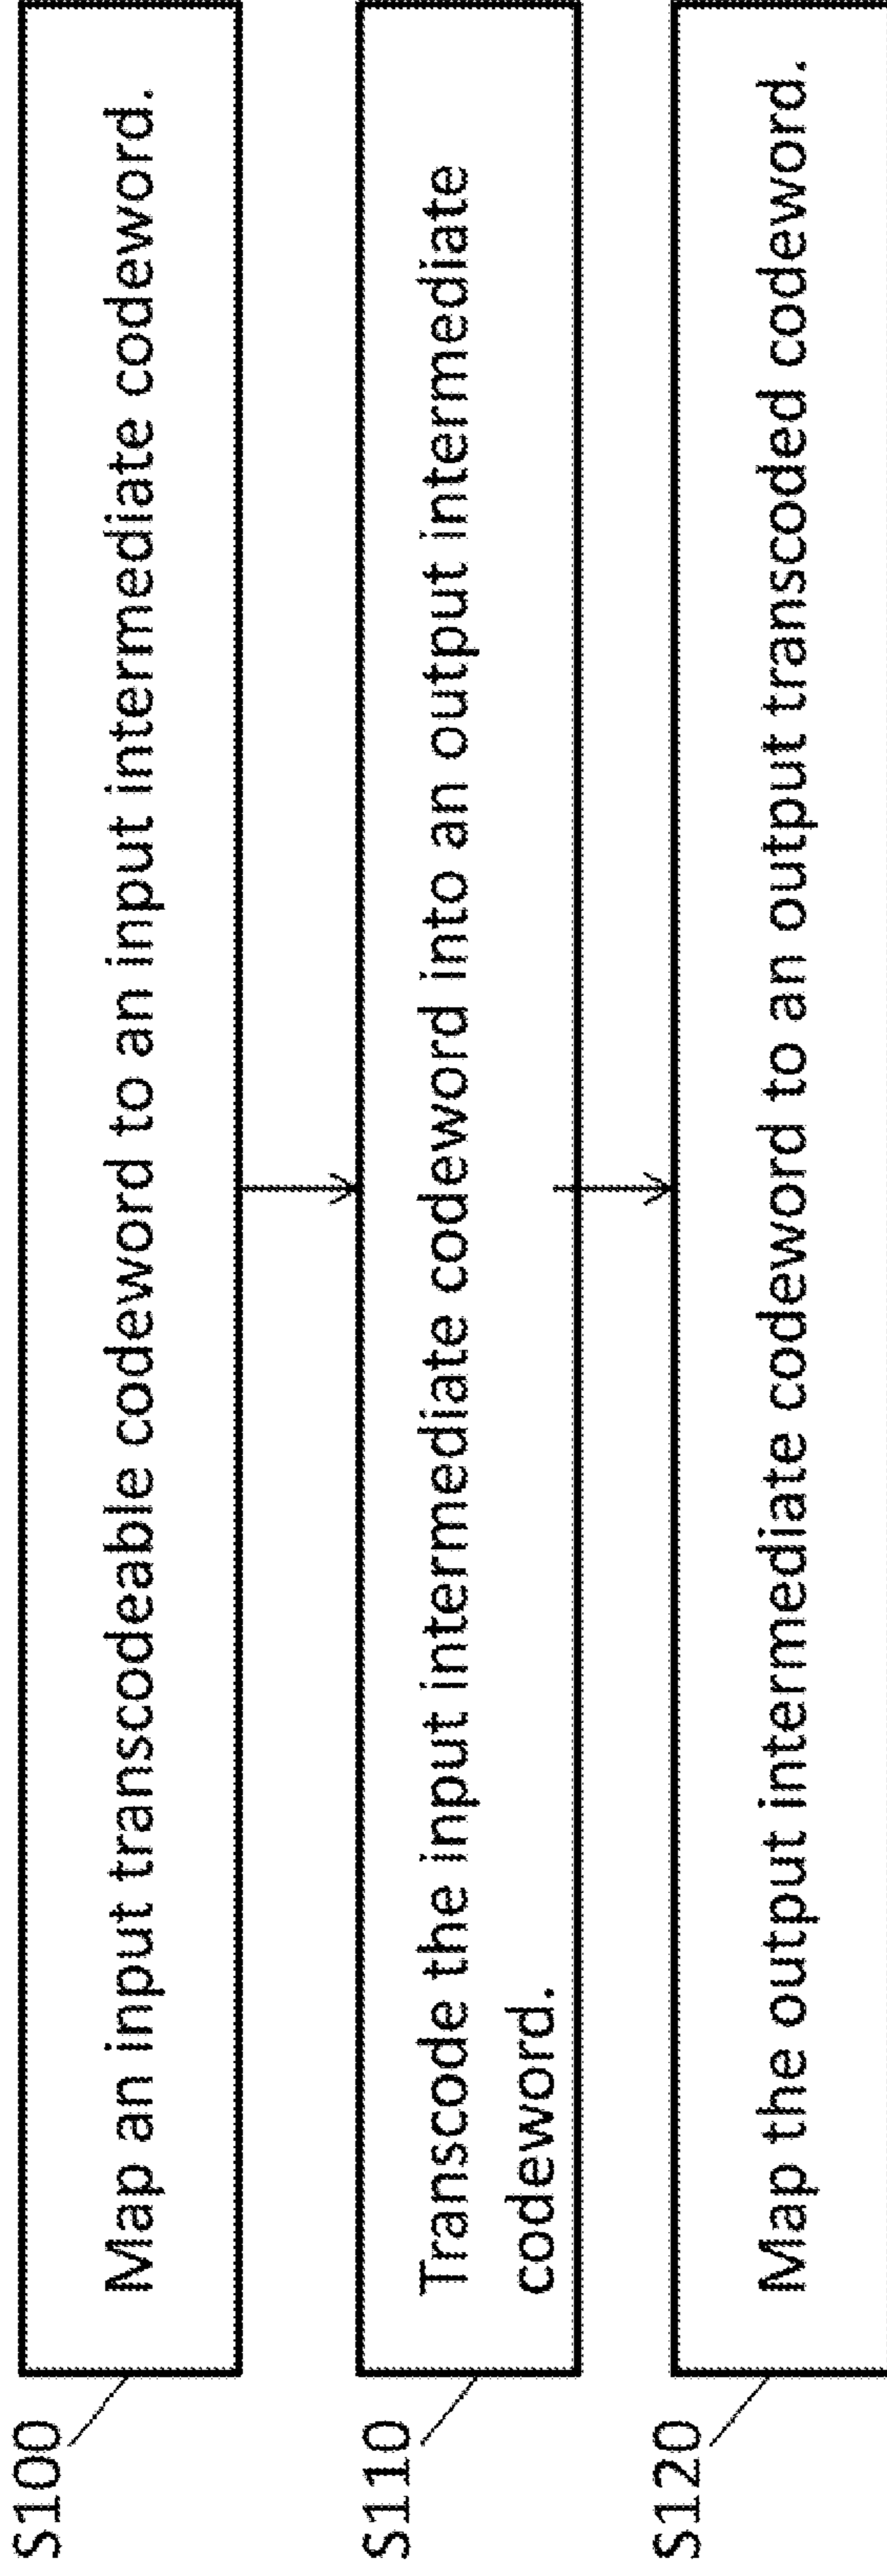 S100
Map an input transcodeable codeword to an input intermediate codeword.
S110
Transcode the input intermediate codeword into an output intermediate
codeword.
S120
Map the output intermediate codeword to an output transcoded codeword.